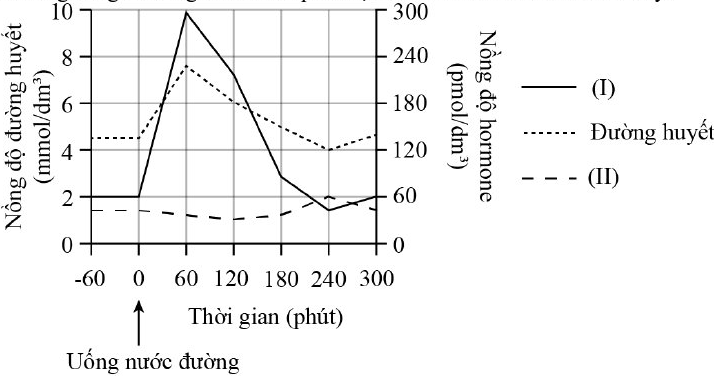 10
8
6
4
2
0
300
240
180
120
60
0
-60 0 60 120 180 240 300
Nồng độ đường huyết
(mmol/dm³)
Nồng độ hormone
(pmol/dm³)
(I)
Đường huyết
(II)
Thời gian (phút)
Uống nước đường